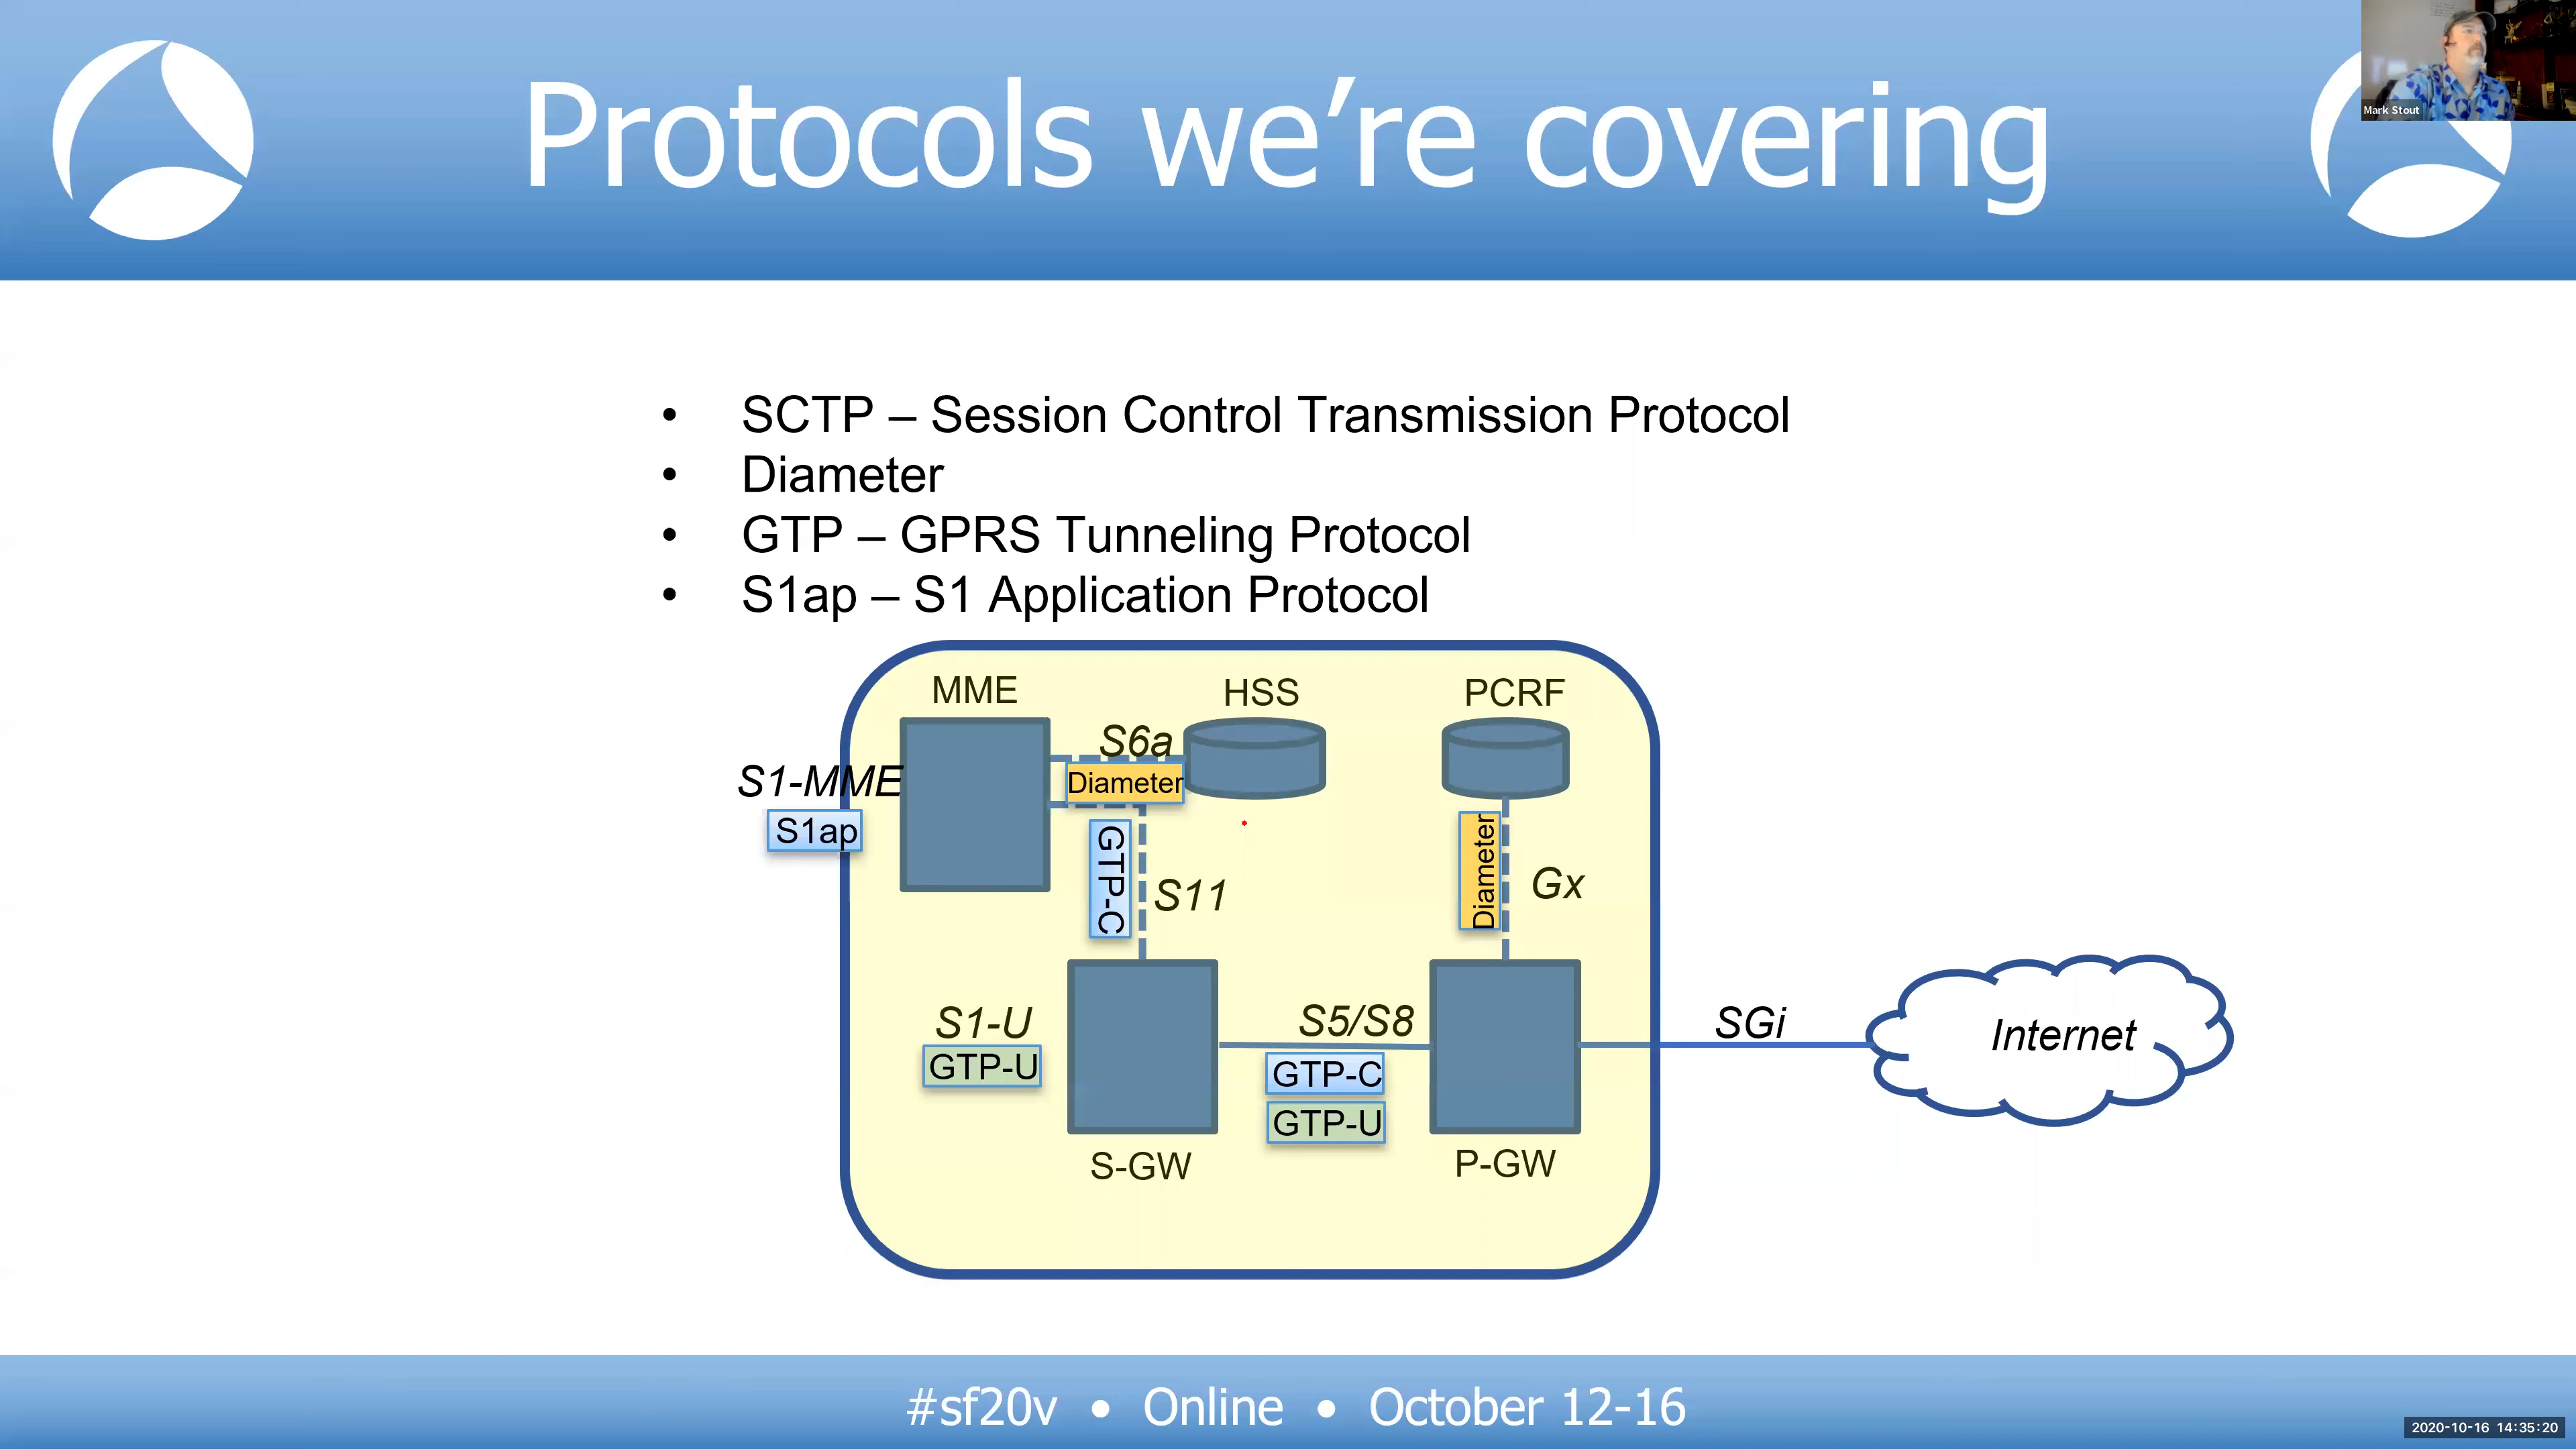 Protocols we’re covering
Mark Stout
• SCTP – Session Control Transmission Protocol
• Diameter
• GTP – GPRS Tunneling Protocol
• S1ap – S1 Application Protocol
MME
HSS
PCRF
S6a
S1-MME
Diameter
S1ap
GTP-C
S11
Diameter
Gx
S1-U
GTP-U
S5/S8
GTP-C
GTP-U
SGi
Internet
S-GW
P-GW
#sf20v • Online • October 12-16
2020-10-16 14:35:20